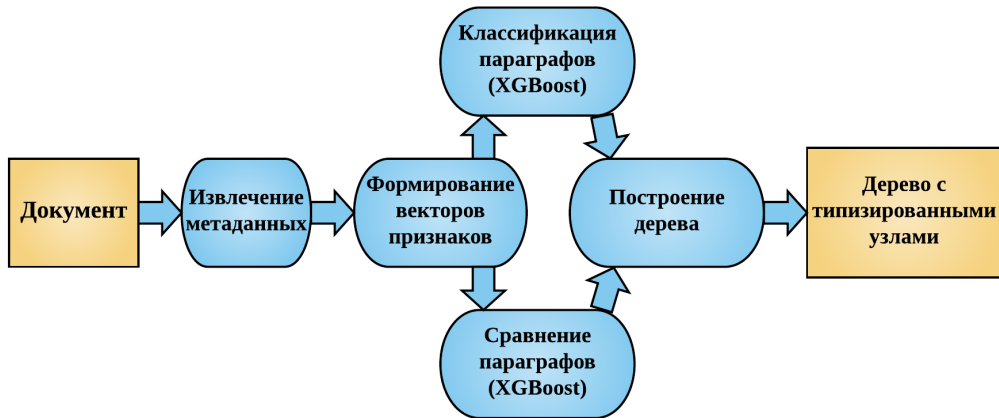 Документ
Извлечение
метаданных
Формирование
векторов
признаков
Классификация
параграфов
(XGBoost)
Сравнение
параграфов
(XGBoost)
Построение
дерева
Дерево с
типизированными
узлами